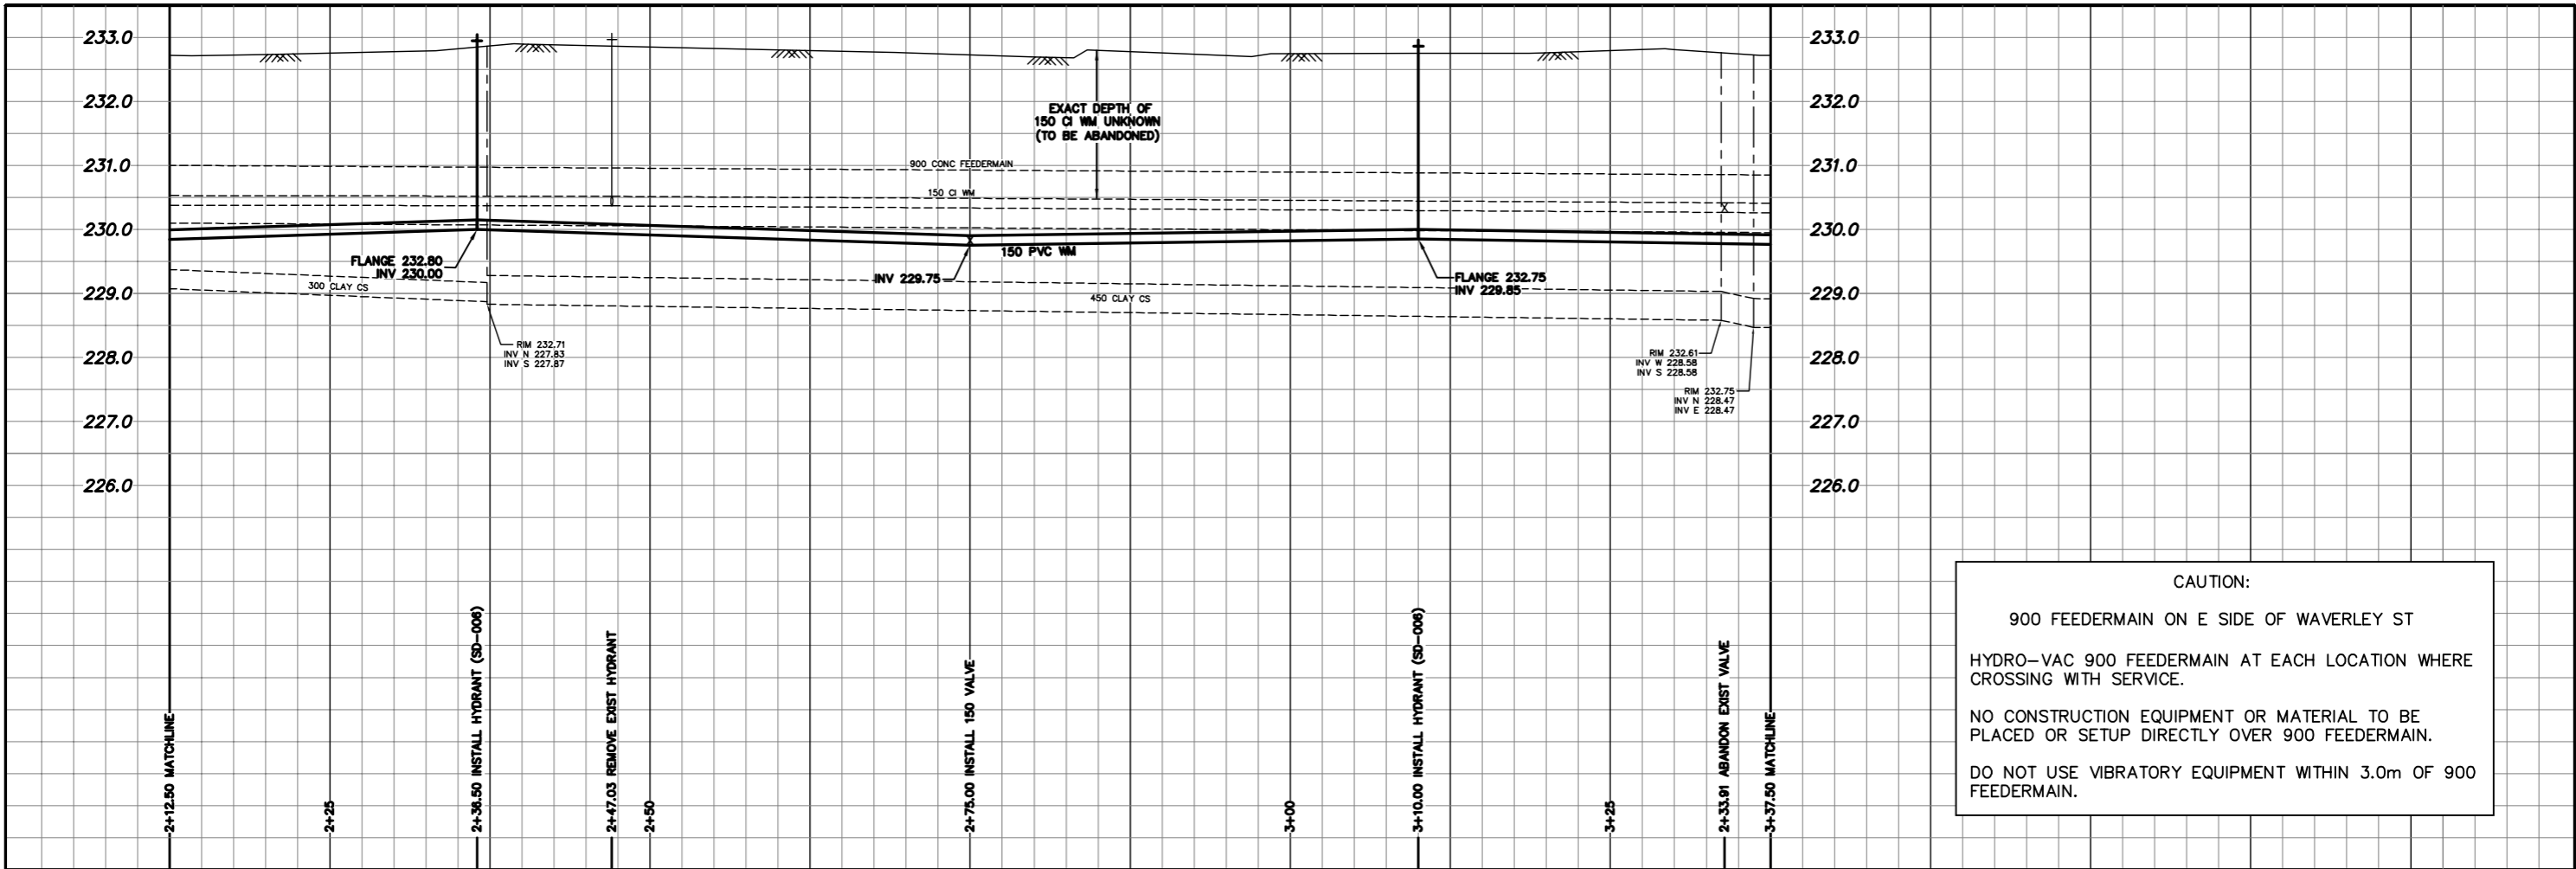 233.0
233.0
232.0
232.0
EXACT DEPTH OF
150 CI WM UNKNOWN
(TO BE ABANDONED)
231.0
231.0
900 CONC FEEDERMAIN
150 CI WM
230.0
230.0
150 PVC WM
FLANGE 232.80
INV 230.00
INV 229.75
FLANGE 232.75
INV 229.85
229.0
229.0
300 CLAY CS
450 CLAY CS
RIM 232.71
INV N 227.83
INV S 227.87
RIM 232.61
INV W 228.58
INV S 228.58
228.0
228.0
RIM 232.75
INV N 228.47
INV E 228.47
227.0
227.0
226.0
226.0
2+12.50 MATCHLINE
2+25
2+36.50 INSTALL HYDRANT (SD-006)
2+47.03 REMOVE EXIST HYDRANT
2+50
2+75.00 INSTALL 150 VALVE
3+00
3+10.00 INSTALL HYDRANT (SD-006)
3+25
2+33.91 ABANDON EXIST VALVE
3+37.50 MATCHLINE
CAUTION:
900 FEEDERMAIN ON E SIDE OF WAVERLEY ST
HYDRO-VAC 900 FEEDERMAIN AT EACH LOCATION WHERE
CROSSING WITH SERVICE.
NO CONSTRUCTION EQUIPMENT OR MATERIAL TO BE
PLACED OR SETUP DIRECTLY OVER 900 FEEDERMAIN.
DO NOT USE VIBRATORY EQUIPMENT WITHIN 3.0m OF 900
FEEDERMAIN.